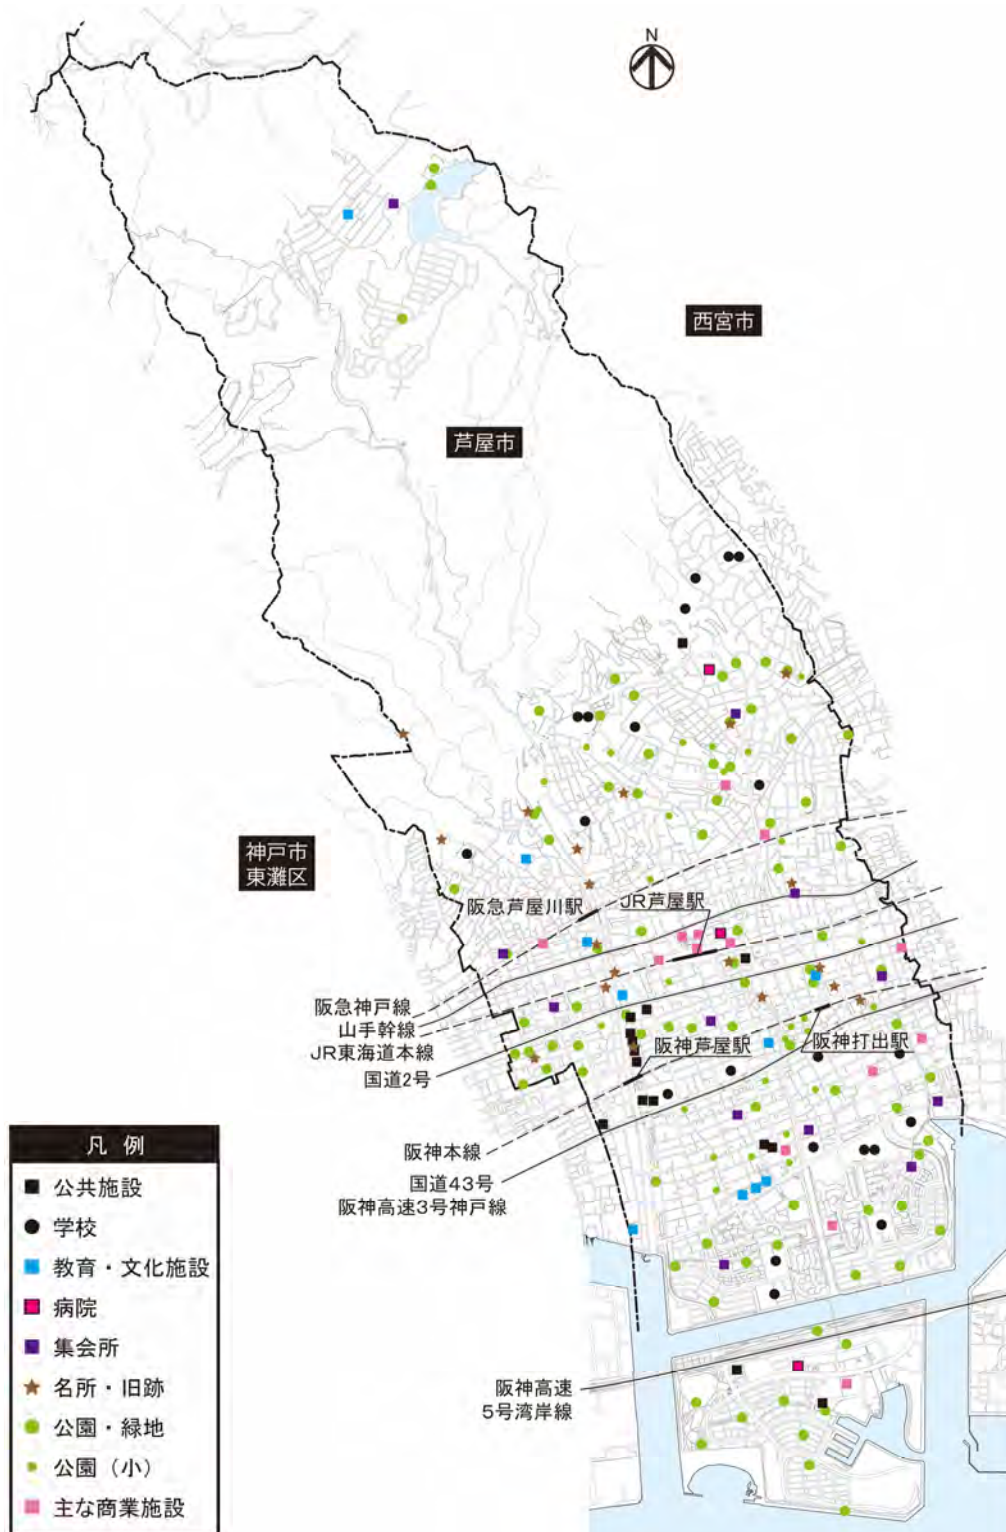 N
西宮市
芦屋市
神戸市
東灘区
阪急芦屋川駅
JR芦屋駅
阪急神戸線
山手幹線
JR東海道本線
国道2号
阪神芦屋駅
阪神打出駅
阪神本線
国道43号
阪神高速3号神戸線
阪神高速
5号湾岸線
凡例
公共施設
学校
教育・文化施設
病院
集会所
名所・旧跡
公園・緑地
公園（小）
主な商業施設